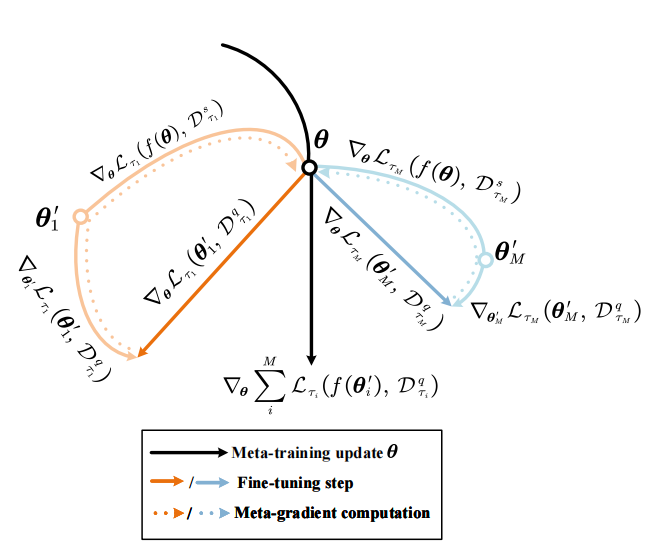 θ
∇_θ ℒ_{τ_1}(f(θ), 𝒟^s_{τ_1})
∇_θ ℒ_{τ_M}(f(θ), 𝒟^s_{τ_M})
θ′_1
∇_θ ℒ_{τ_1}(θ′_1, 𝒟^q_{τ_1})
∇_θ ℒ_{τ_M}(θ′_M, 𝒟^q_{τ_M})
θ′_M
∇_{θ′_1} ℒ_{τ_1}(θ′_1, 𝒟^q_{τ_1})
∇_{θ′_M} ℒ_{τ_M}(θ′_M, 𝒟^q_{τ_M})
∇_θ ∑_i^M ℒ_{τ_i}(f(θ′_i), 𝒟^q_{τ_i})
Meta-training update θ
/ Fine-tuning step
/ Meta-gradient computation